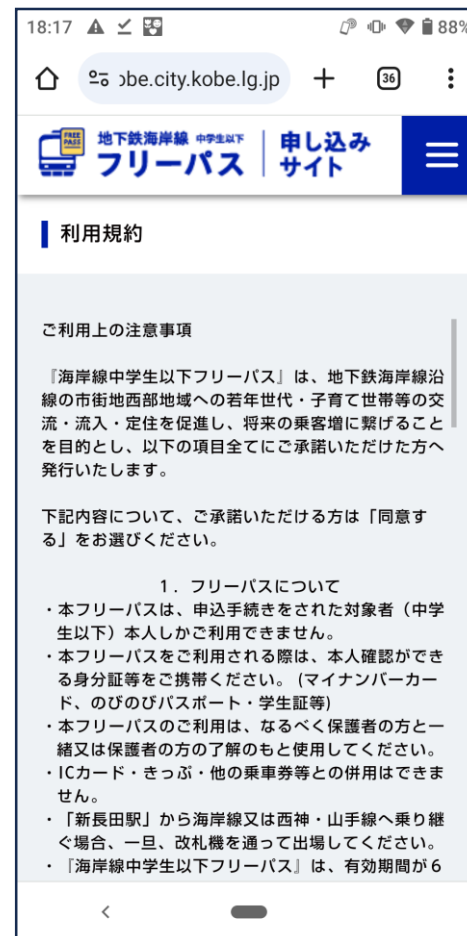 18:17
88%
obe.city.kobe.lg.jp
36
FREE
PASS
地下鉄海岸線 中学生以下
フリーパス
申し込み
サイト
利用規約
ご利用上の注意事項
『海岸線中学生以下フリーパス』は、地下鉄海岸線沿
線の市街地西部地域への若年世代・子育て世帯等の交
流・流入・定住を促進し、将来の乗客増に繋げること
を目的とし、以下の項目全てにご承諾いただけた方へ
発行いたします。
下記内容について、ご承諾いただける方は「同意す
る」をお選びください。
1．フリーパスについて
・本フリーパスは、申込手続きをされた対象者（中学
生以下）本人しかご利用できません。
・本フリーパスをご利用される際は、本人確認ができ
る身分証等をご携帯ください。(マイナンバーカー
ド、のびのびパスポート・学生証等)
・本フリーパスのご利用は、なるべく保護者の方と一
緒又は保護者の方の了解のもと使用してください。
・ICカード・きっぷ・他の乗車券等との併用はできま
せん。
・「新長田駅」から海岸線又は西神・山手線へ乗り継
ぐ場合、一旦、改札機を通って出場してください。
・『海岸線中学生以下フリーパス』は、有効期間が６